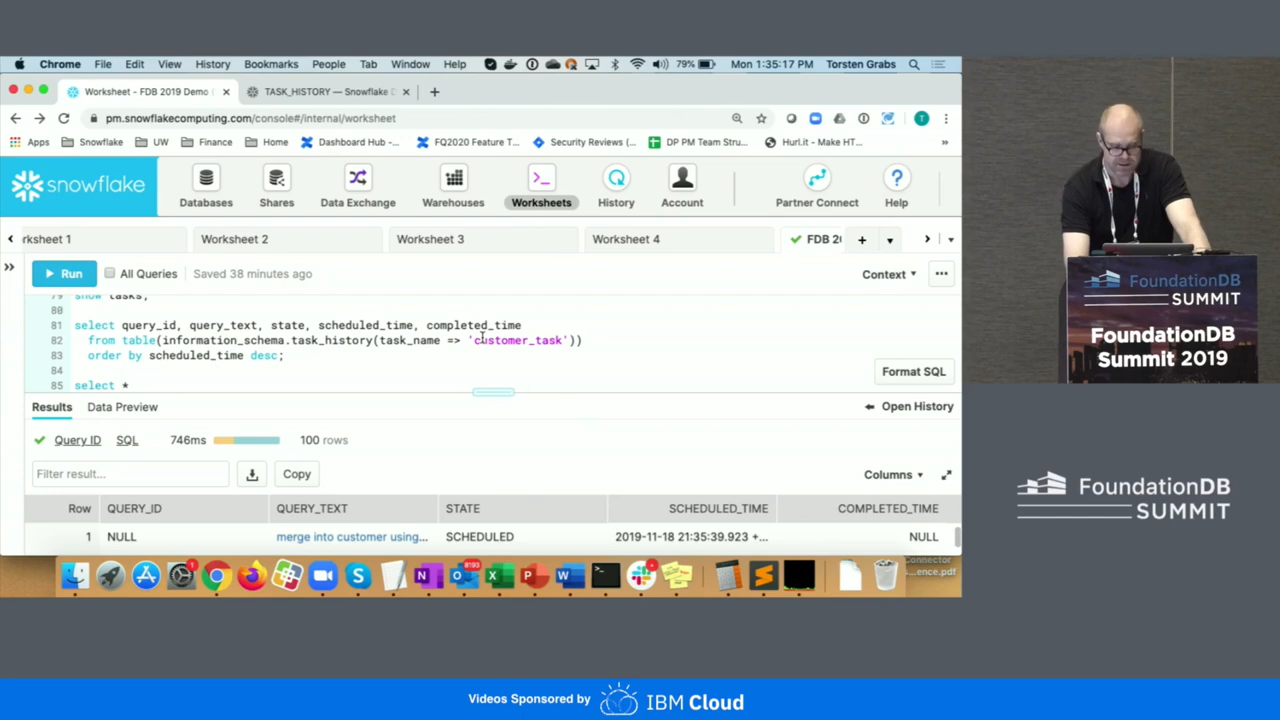 Chrome File Edit View History Bookmarks People Tab Window Help 79% Mon 1:35:17 PM Torsten Grabs
Worksheet - FDB 2019 Demo TASK_HISTORY — Snowflake D
pm.snowflakecomputing.com/console#/internal/worksheet
Apps Snowflake UW Finance Home Dashboard Hub -... FQ2020 Feature T... Security Reviews (... DP PM Team Stru... Hurl.it - Make HT... »
snowflake
Databases Shares Data Exchange Warehouses Worksheets History Account Partner Connect Help
rksheet 1 Worksheet 2 Worksheet 3 Worksheet 4 FDB 20
Run All Queries Saved 38 minutes ago Context
79 show tasks;
80
81 select query_id, query_text, state, scheduled_time, completed_time
82 from table(information_schema.task_history(task_name => 'customer_task'))
83 order by scheduled_time desc;
84
85 select *
Format SQL
Results Data Preview Open History
Query ID SQL 746ms 100 rows
Filter result... Copy Columns
Row QUERY_ID QUERY_TEXT STATE SCHEDULED_TIME COMPLETED_TIME
1 NULL merge into customer using... SCHEDULED 2019-11-18 21:35:39.923 +... NULL
8193
Connector
...ence.pdf
FoundationDB
SUMMIT
FoundationDB
Summit 2019
FoundationDB
SUMMIT
Videos Sponsored by IBM Cloud